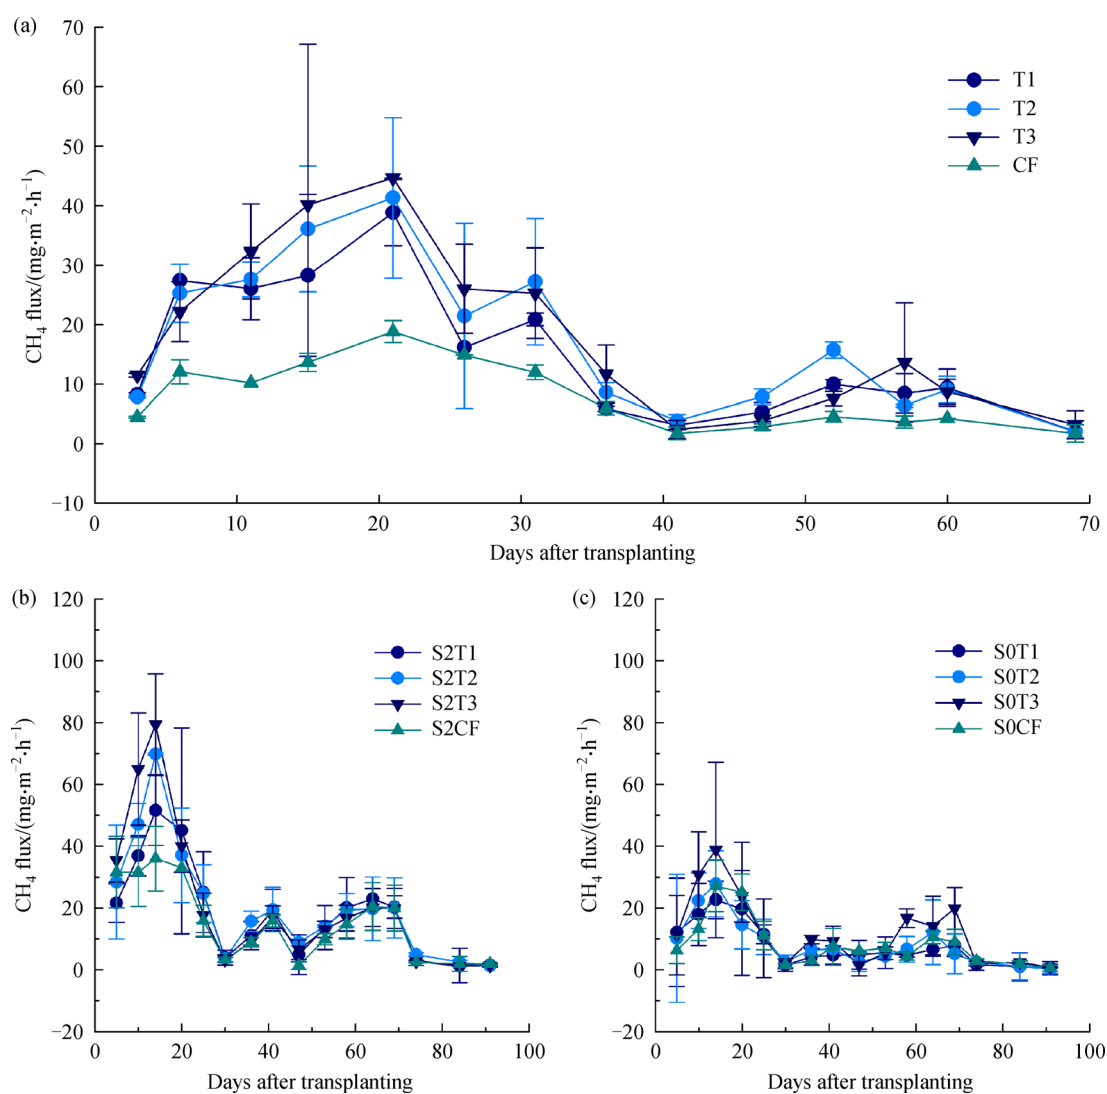 (a)
70
60
50
40
30
20
10
0
−10
CH₄ flux/(mg·m⁻²·h⁻¹)
T1
T2
T3
CF
0 10 20 30 40 50 60 70
Days after transplanting
(b)
120
100
80
60
40
20
0
−20
CH₄ flux/(mg·m⁻²·h⁻¹)
S2T1
S2T2
S2T3
S2CF
0 20 40 60 80 100
Days after transplanting
(c)
120
100
80
60
40
20
0
−20
CH₄ flux/(mg·m⁻²·h⁻¹)
S0T1
S0T2
S0T3
S0CF
0 20 40 60 80 100
Days after transplanting